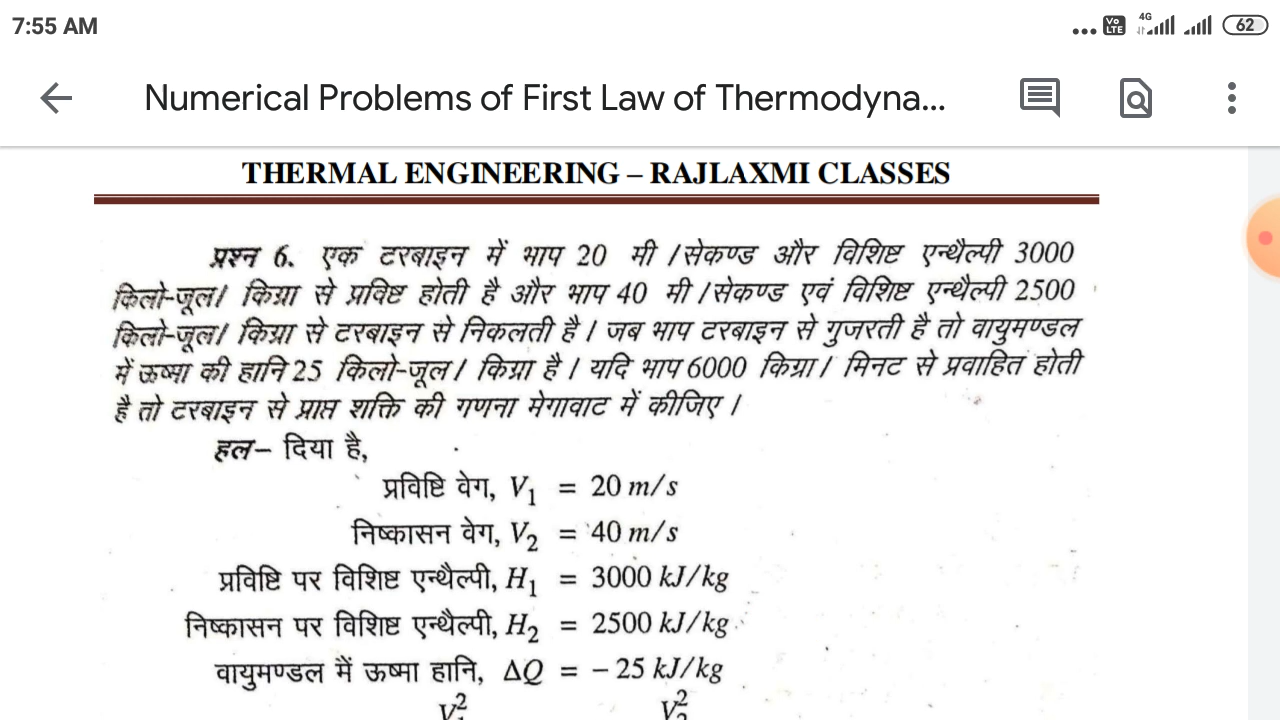 7:55 AM
Vo LTE 4G 62
Numerical Problems of First Law of Thermodyna...
THERMAL ENGINEERING – RAJLAXMI CLASSES
प्रश्न 6. एक टरबाइन में भाप 20 मी /सेकण्ड और विशिष्ट एन्थैल्पी 3000
किलो-जूल/ किग्रा से प्रविष्ट होती है और भाप 40 मी /सेकण्ड एवं विशिष्ट एन्थैल्पी 2500
किलो-जूल/ किग्रा से टरबाइन से निकलती है। जब भाप टरबाइन से गुजरती है तो वायुमण्डल
में ऊष्मा की हानि 25 किलो-जूल/ किग्रा है। यदि भाप 6000 किग्रा/ मिनट से प्रवाहित होती
है तो टरबाइन से प्राप्त शक्ति की गणना मेगावाट में कीजिए।
हल– दिया है,
प्रविष्टि वेग, V₁ = 20 m/s
निष्कासन वेग, V₂ = 40 m/s
प्रविष्टि पर विशिष्ट एन्थैल्पी, H₁ = 3000 kJ/kg
निष्कासन पर विशिष्ट एन्थैल्पी, H₂ = 2500 kJ/kg
वायुमण्डल में ऊष्मा हानि, ΔQ = – 25 kJ/kg